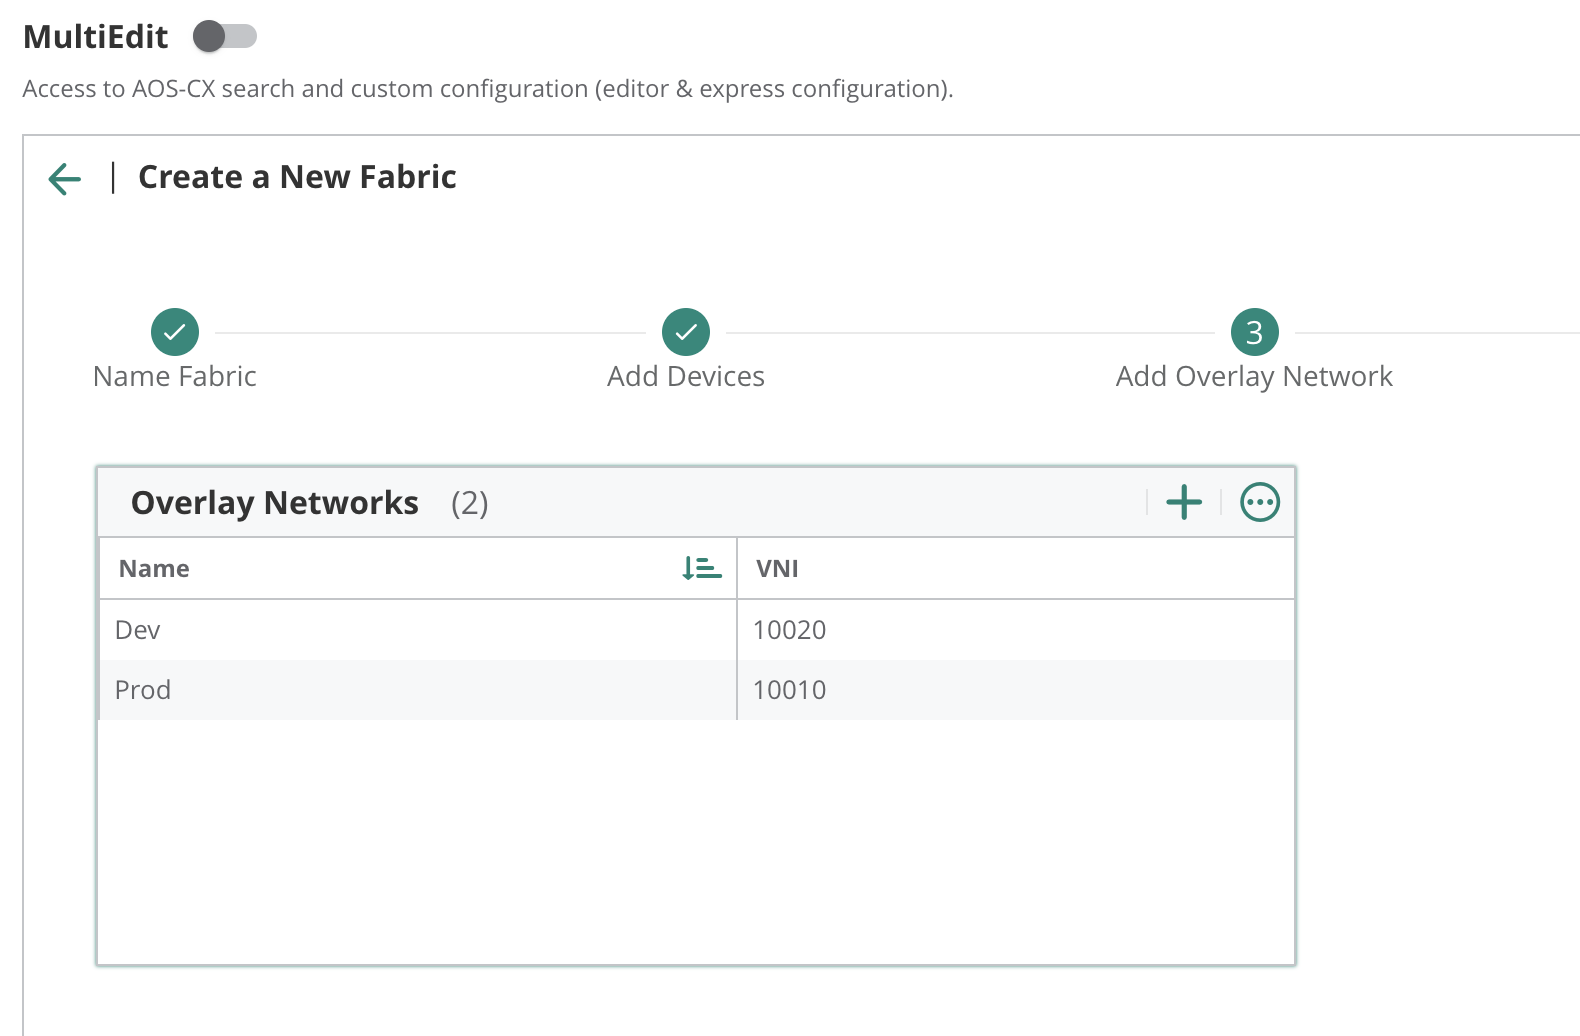 MultiEdit
Access to AOS-CX search and custom configuration (editor & express configuration).
Create a New Fabric
3
Name Fabric
Add Devices
Add Overlay Network
Overlay Networks (2)
Name VNI
Dev 10020
Prod 10010